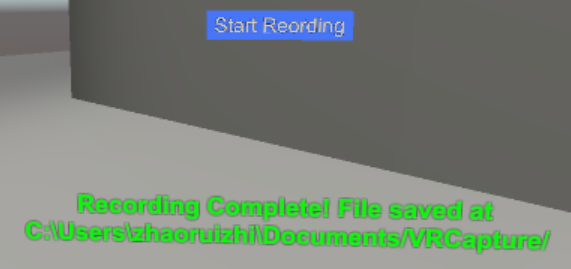 Start Reording
Recording Complete! File saved at
C:\Users\zhaoruizhi\Documents/VRCapture/